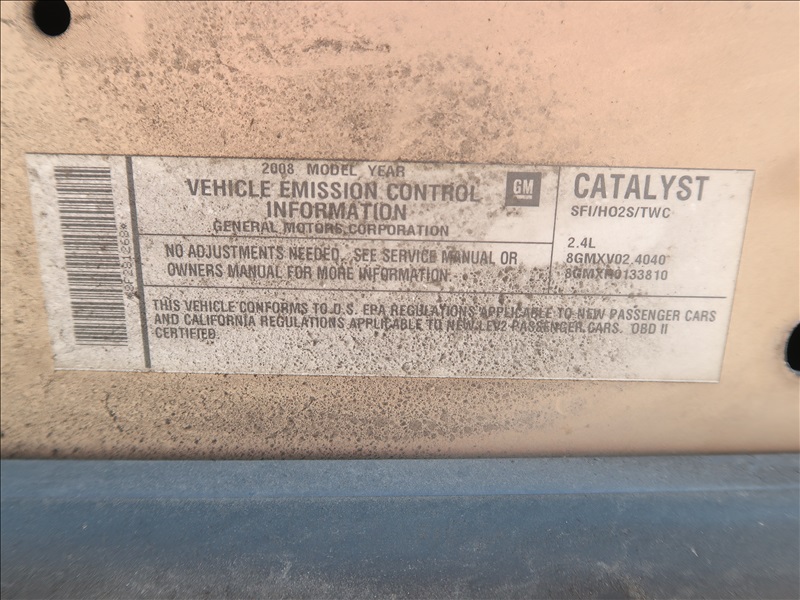 2008 MODEL YEAR
VEHICLE EMISSION CONTROL
INFORMATION
GENERAL MOTORS CORPORATION
GM
NO ADJUSTMENTS NEEDED. SEE SERVICE MANUAL OR
OWNERS MANUAL FOR MORE INFORMATION.
CATALYST
SFI/HO2S/TWC
2.4L
8GMXV02.4040
8GMXR0133810
THIS VEHICLE CONFORMS TO U.S. EPA REGULATIONS APPLICABLE TO NEW PASSENGER CARS
AND CALIFORNIA REGULATIONS APPLICABLE TO NEW LEV2 PASSENGER CARS. OBD II
CERTIFIED.